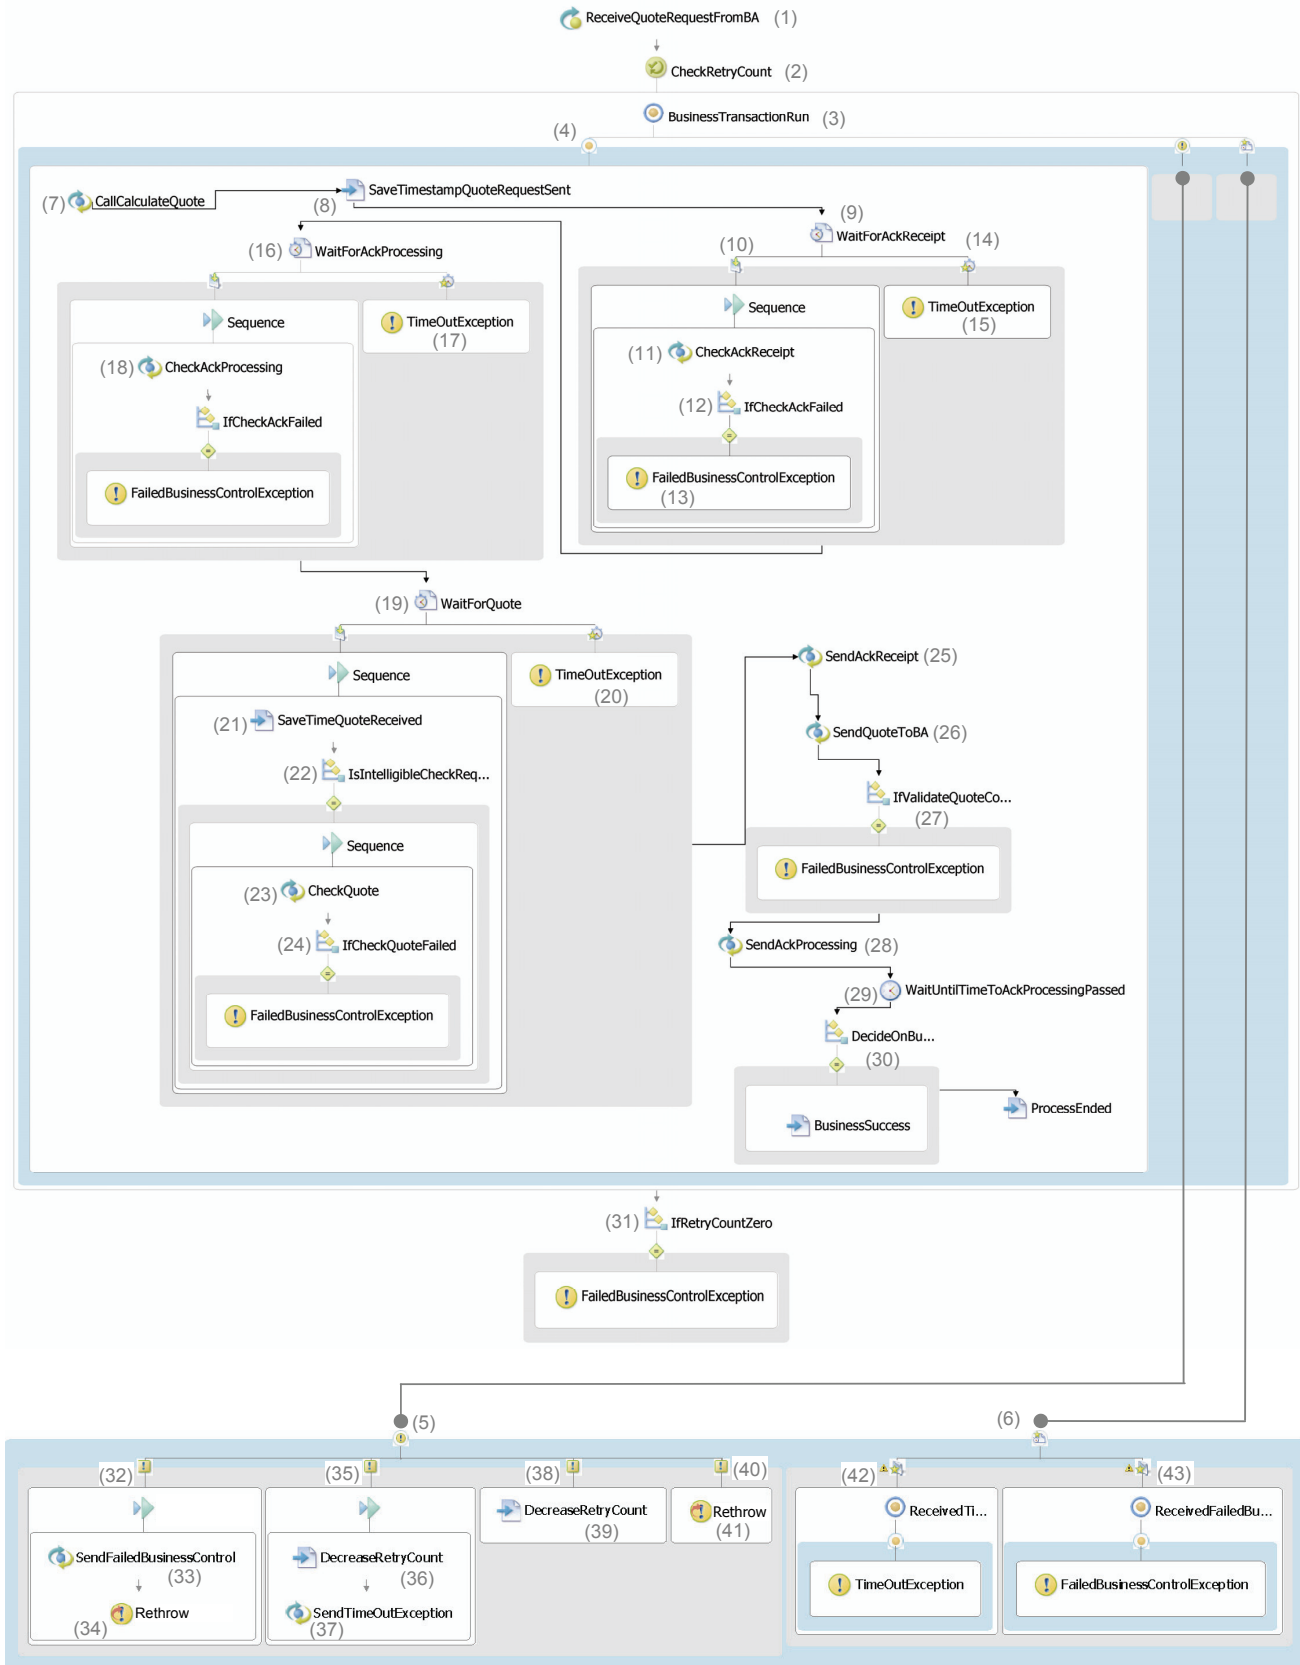 ReceiveQuoteRequestFromBA (1)
CheckRetryCount (2)
BusinessTransactionRun (3)
(4)
(7) CallCalculateQuote
SaveTimestampQuoteRequestSent
(8)
(9)
WaitForAckReceipt
(16) WaitForAckProcessing
(10)
(14)
Sequence
TimeOutException
(17)
Sequence
TimeOutException
(15)
(18) CheckAckProcessing
(11) CheckAckReceipt
IfCheckAckFailed
(12) IfCheckAckFailed
FailedBusinessControlException
FailedBusinessControlException
(13)
(19) WaitForQuote
Sequence
TimeOutException
(20)
SendAckReceipt (25)
(21) SaveTimeQuoteReceived
SendQuoteToBA (26)
(22) IsIntelligibleCheckReq...
IfValidateQuoteCo...
(27)
Sequence
FailedBusinessControlException
(23) CheckQuote
(24) IfCheckQuoteFailed
SendAckProcessing (28)
(29) WaitUntilTimeToAckProcessingPassed
FailedBusinessControlException
DecideOnBu...
(30)
ProcessEnded
BusinessSuccess
(31) IfRetryCountZero
FailedBusinessControlException
(5)
(6)
(32)
(35)
(38)
(40)
(42)
(43)
DecreaseRetryCount
(39)
Rethrow
(41)
ReceivedTi...
ReceivedFailedBu...
SendFailedBusinessControl
(33)
DecreaseRetryCount
(36)
TimeOutException
FailedBusinessControlException
Rethrow
(34)
SendTimeOutException
(37)